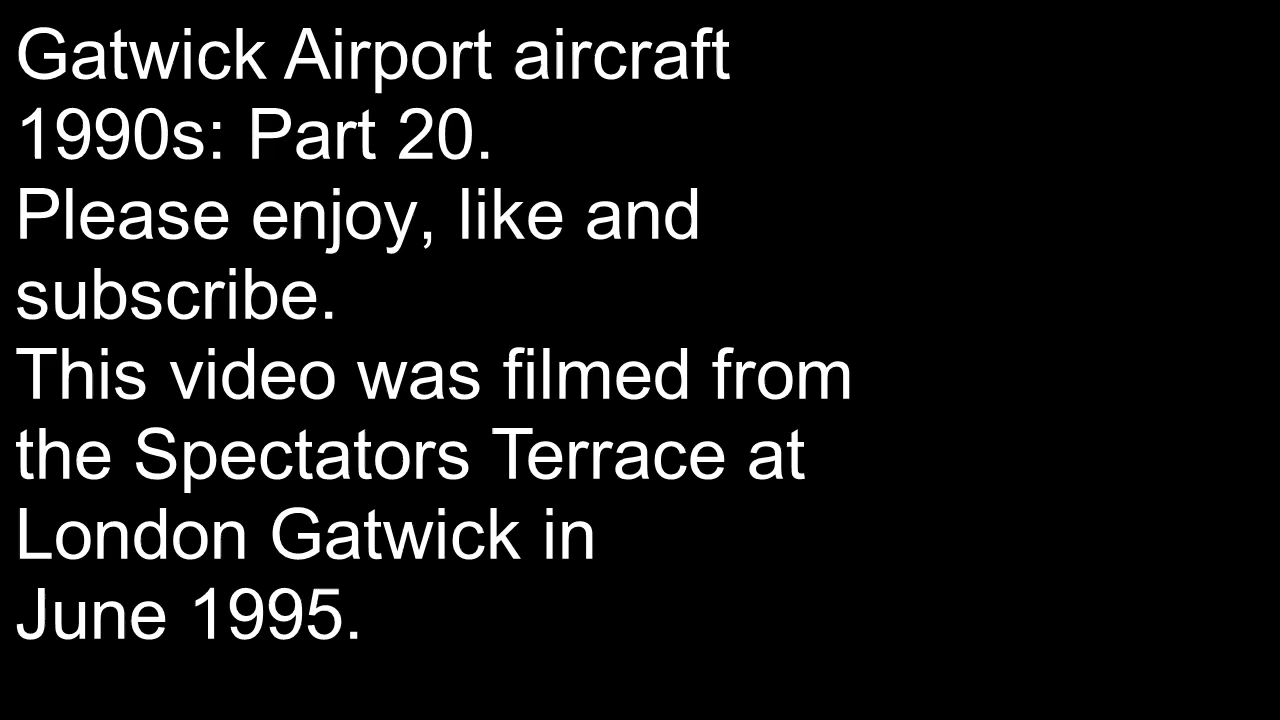 Gatwick Airport aircraft
1990s: Part 20.
Please enjoy, like and
subscribe.
This video was filmed from
the Spectators Terrace at
London Gatwick in
June 1995.